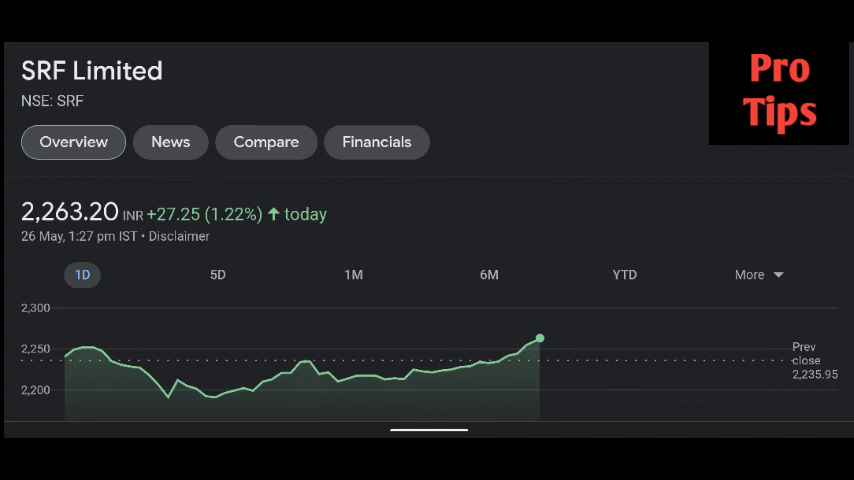 SRF Limited
NSE: SRF
Pro
Tips
Overview News Compare Financials
2,263.20 INR +27.25 (1.22%) ↑ today
26 May, 1:27 pm IST • Disclaimer
1D 5D 1M 6M YTD More
2,300
2,250
2,200
Prev
close
2,235.95